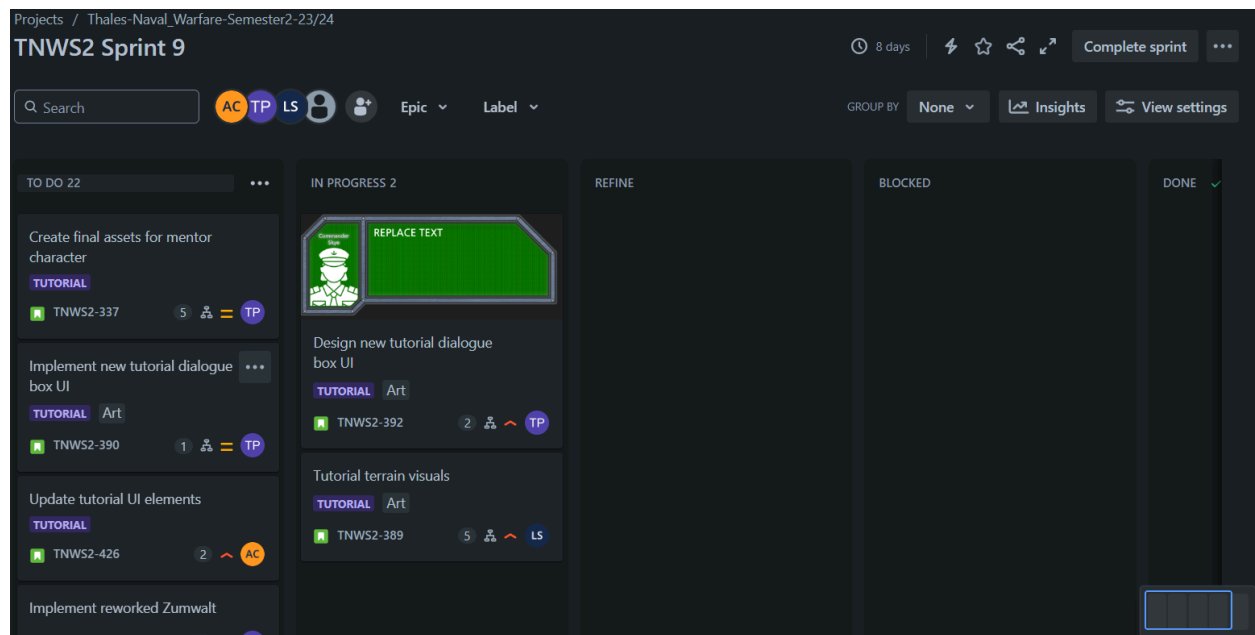 Projects / Thales-Naval_Warfare-Semester2-23/24
TNWS2 Sprint 9
8 days
Complete sprint
Search
AC TP LS
Epic
Label
GROUP BY None
Insights
View settings
TO DO 22
Create final assets for mentor
character
TUTORIAL
TNWS2-337 5 TP
Implement new tutorial dialogue
box UI
TUTORIAL Art
TNWS2-390 1 TP
Update tutorial UI elements
TUTORIAL
TNWS2-426 2 AC
Implement reworked Zumwalt
IN PROGRESS 2
Commander
REPLACE TEXT
Design new tutorial dialogue
box UI
TUTORIAL Art
TNWS2-392 2 TP
Tutorial terrain visuals
TUTORIAL Art
TNWS2-389 5 LS
REFINE
BLOCKED
DONE